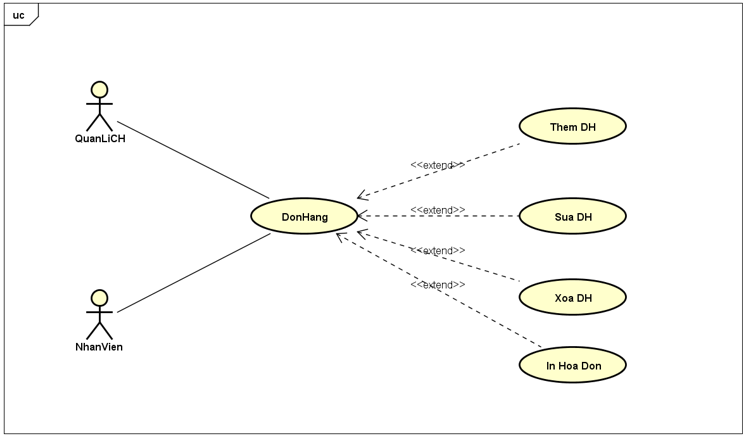 uc
QuanLiCH
Them DH
<<extend>>
DonHang
<<extend>>
Sua DH
<<extend>>
<<extend>>
Xoa DH
NhanVien
In Hoa Don